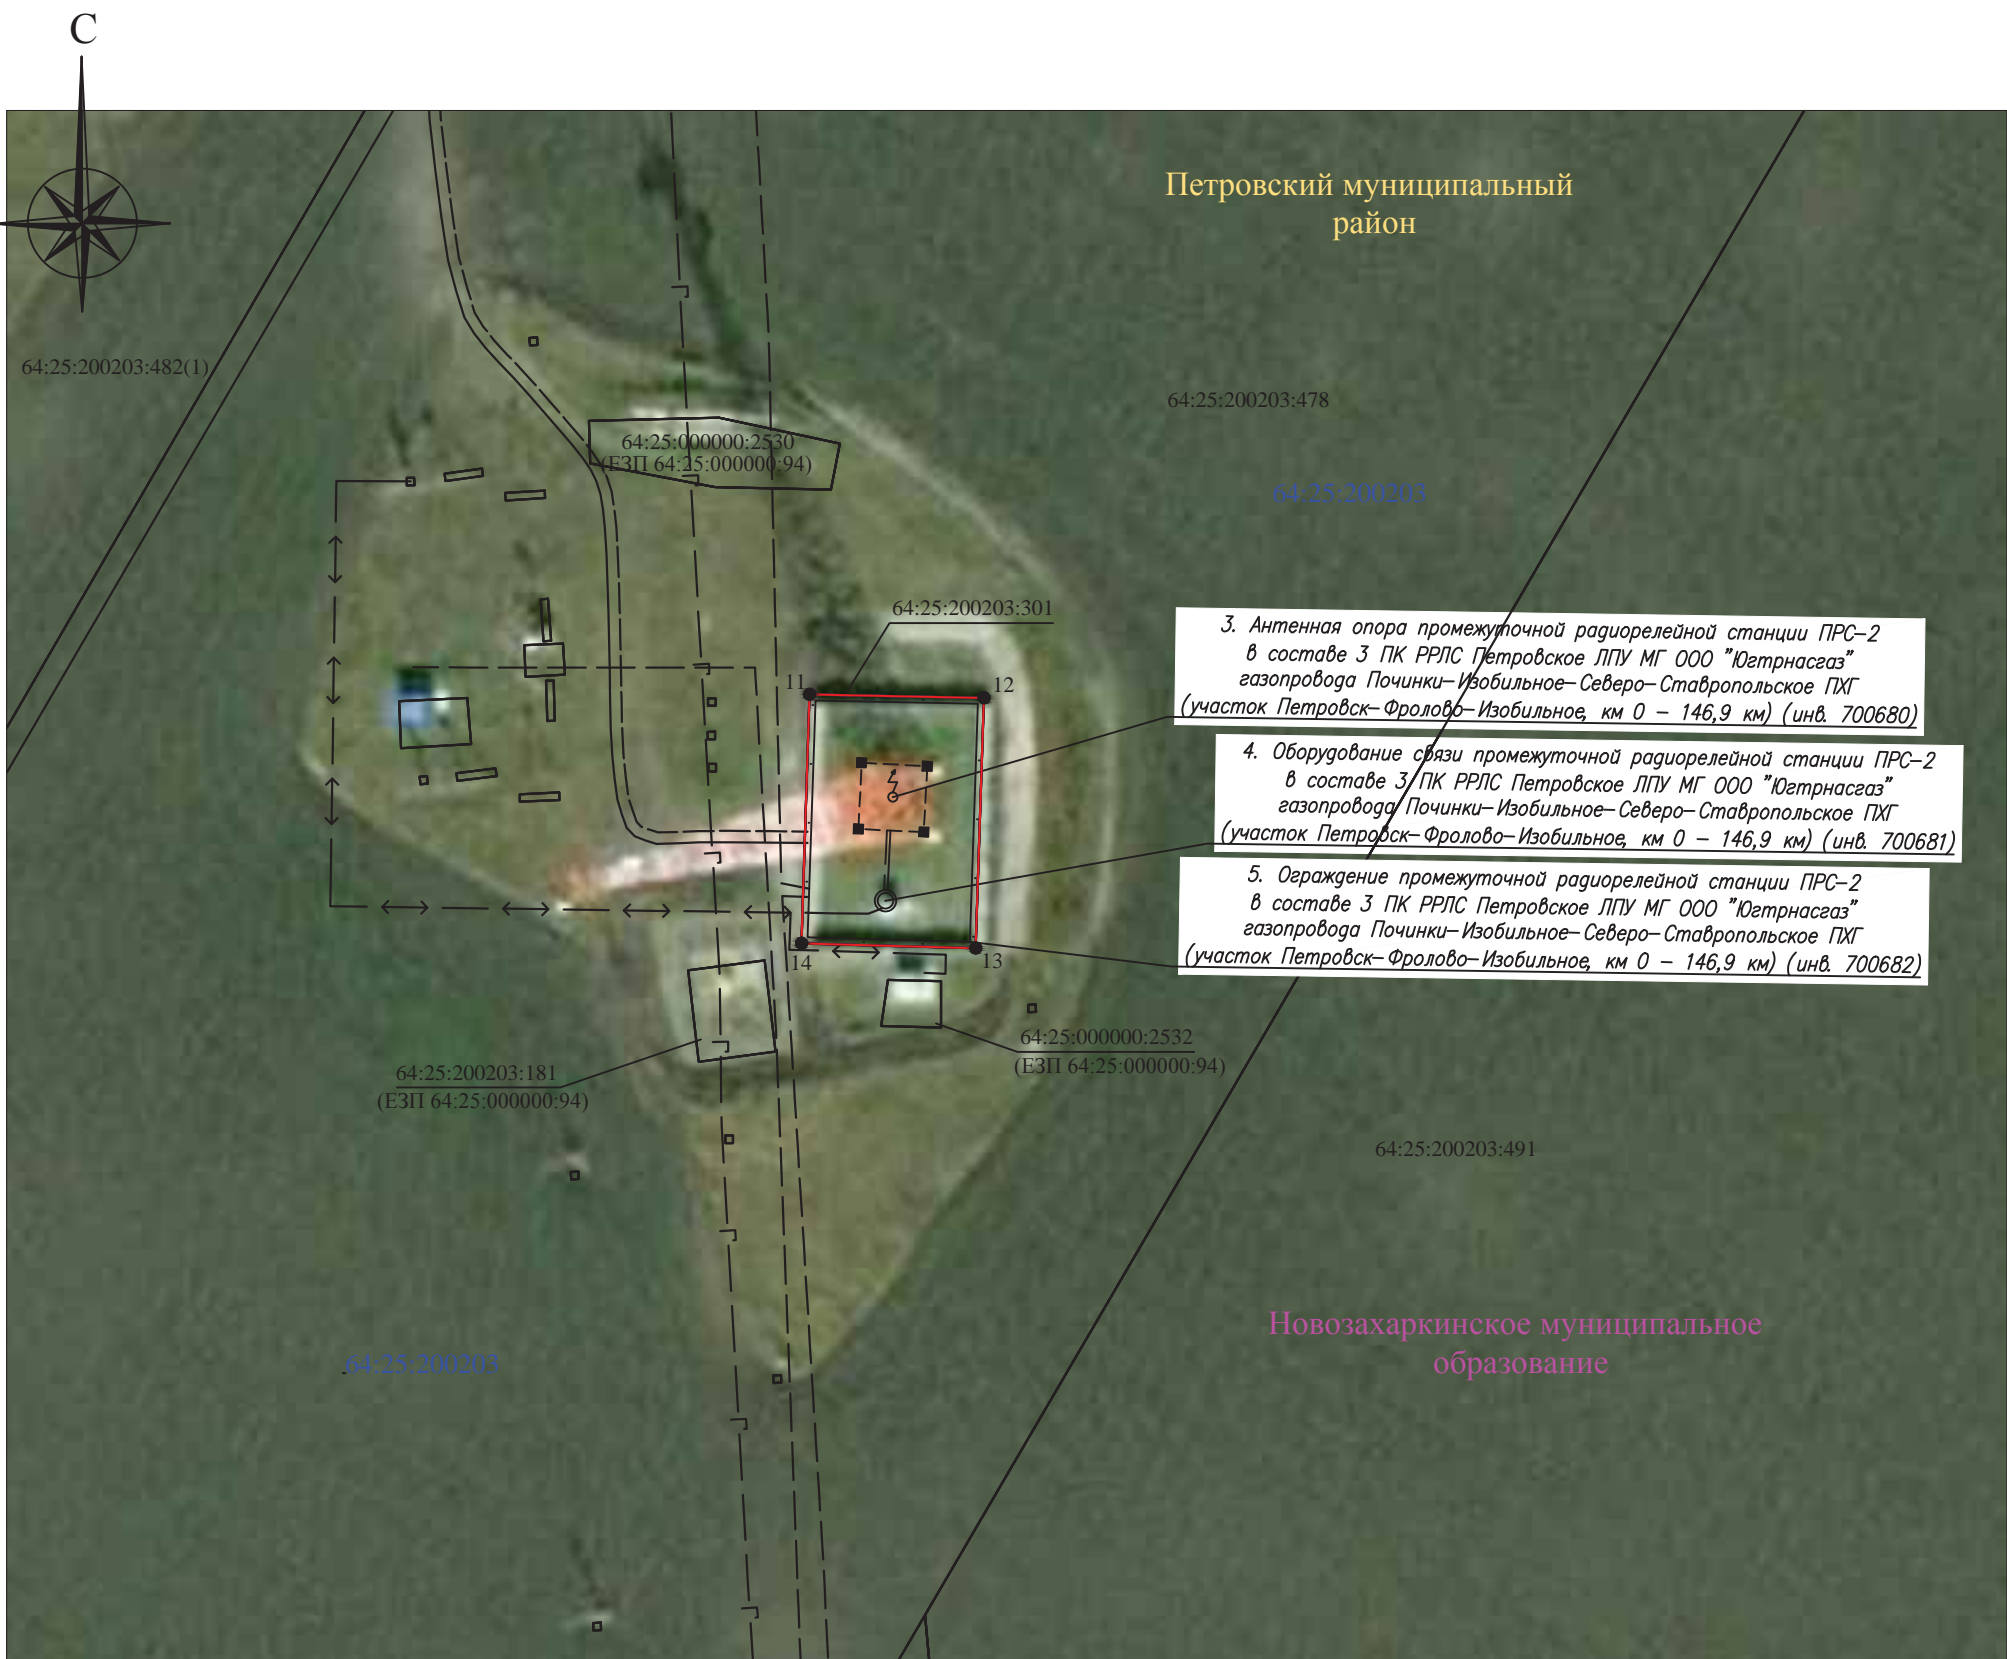 С
Петровский муниципальный
район
64:25:200203:482(1)
64:25:200203:478
64:25:000000:2530
(ЕЗП 64:25:000000:94)
64:25:200203
64:25:200203:301
3. Антенная опора промежуточной радиорелейной станции ПРС-2
в составе 3 ПК РРЛС Петровское ЛПУ МГ ООО "Югтрнасгаз"
газопровода Починки-Изобильное-Северо-Ставропольское ПХГ
(участок Петровск-Фролово-Изобильное, км 0 - 146,9 км) (инв. 700680)
11
12
4. Оборудование связи промежуточной радиорелейной станции ПРС-2
в составе 3 ПК РРЛС Петровское ЛПУ МГ ООО "Югтрнасгаз"
газопровода Починки-Изобильное-Северо-Ставропольское ПХГ
(участок Петровск-Фролово-Изобильное, км 0 - 146,9 км) (инв. 700681)
5. Ограждение промежуточной радиорелейной станции ПРС-2
в составе 3 ПК РРЛС Петровское ЛПУ МГ ООО "Югтрнасгаз"
газопровода Починки-Изобильное-Северо-Ставропольское ПХГ
(участок Петровск-Фролово-Изобильное, км 0 - 146,9 км) (инв. 700682)
14
13
64:25:000000:2532
(ЕЗП 64:25:000000:94)
64:25:200203:181
(ЕЗП 64:25:000000:94)
64:25:200203:491
Новозахаркинское муниципальное
образование
64:25:200203